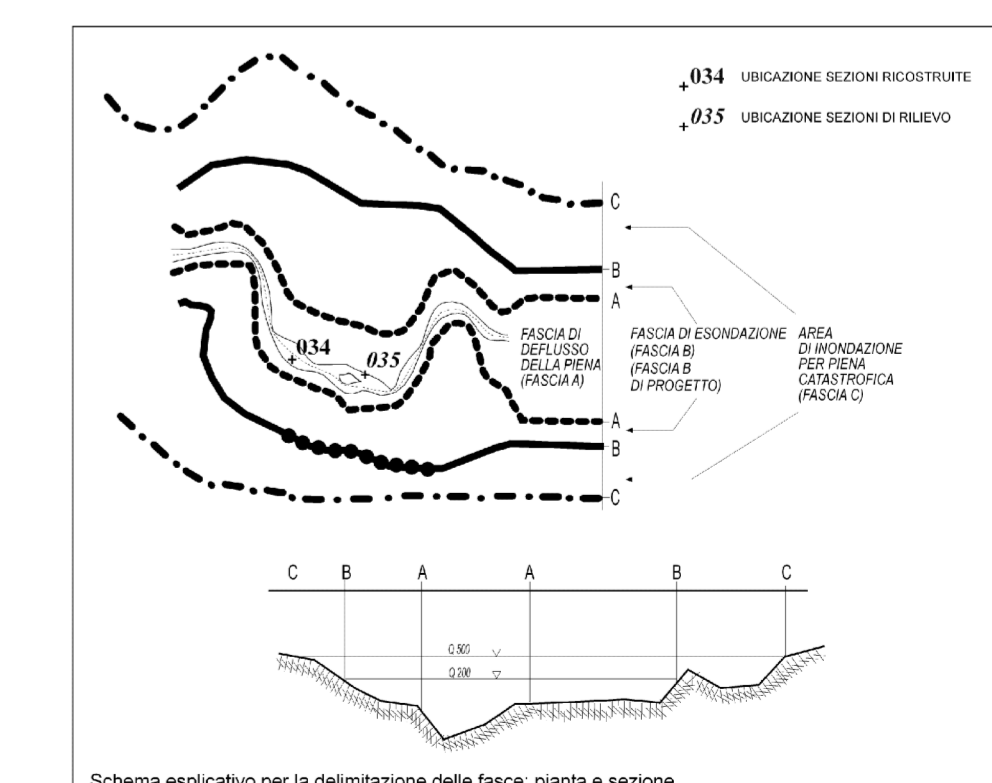 034 UBICAZIONE SEZIONI RICOSTRUITE
035 UBICAZIONE SEZIONI DI RILIEVO
C
B
A
034
035
FASCIA DI
DEFLUSSO
DELLA PIENA
(FASCIA A)
FASCIA DI ESONDAZIONE
(FASCIA B)
(FASCIA B
DI PROGETTO)
AREA
DI INONDAZIONE
PER PIENA
CATASTROFICA
(FASCIA C)
A
B
C
C B A A B C
Q 500
Q 200
Schema esplicativo per la delimitazione delle fasce: pianta e sezione